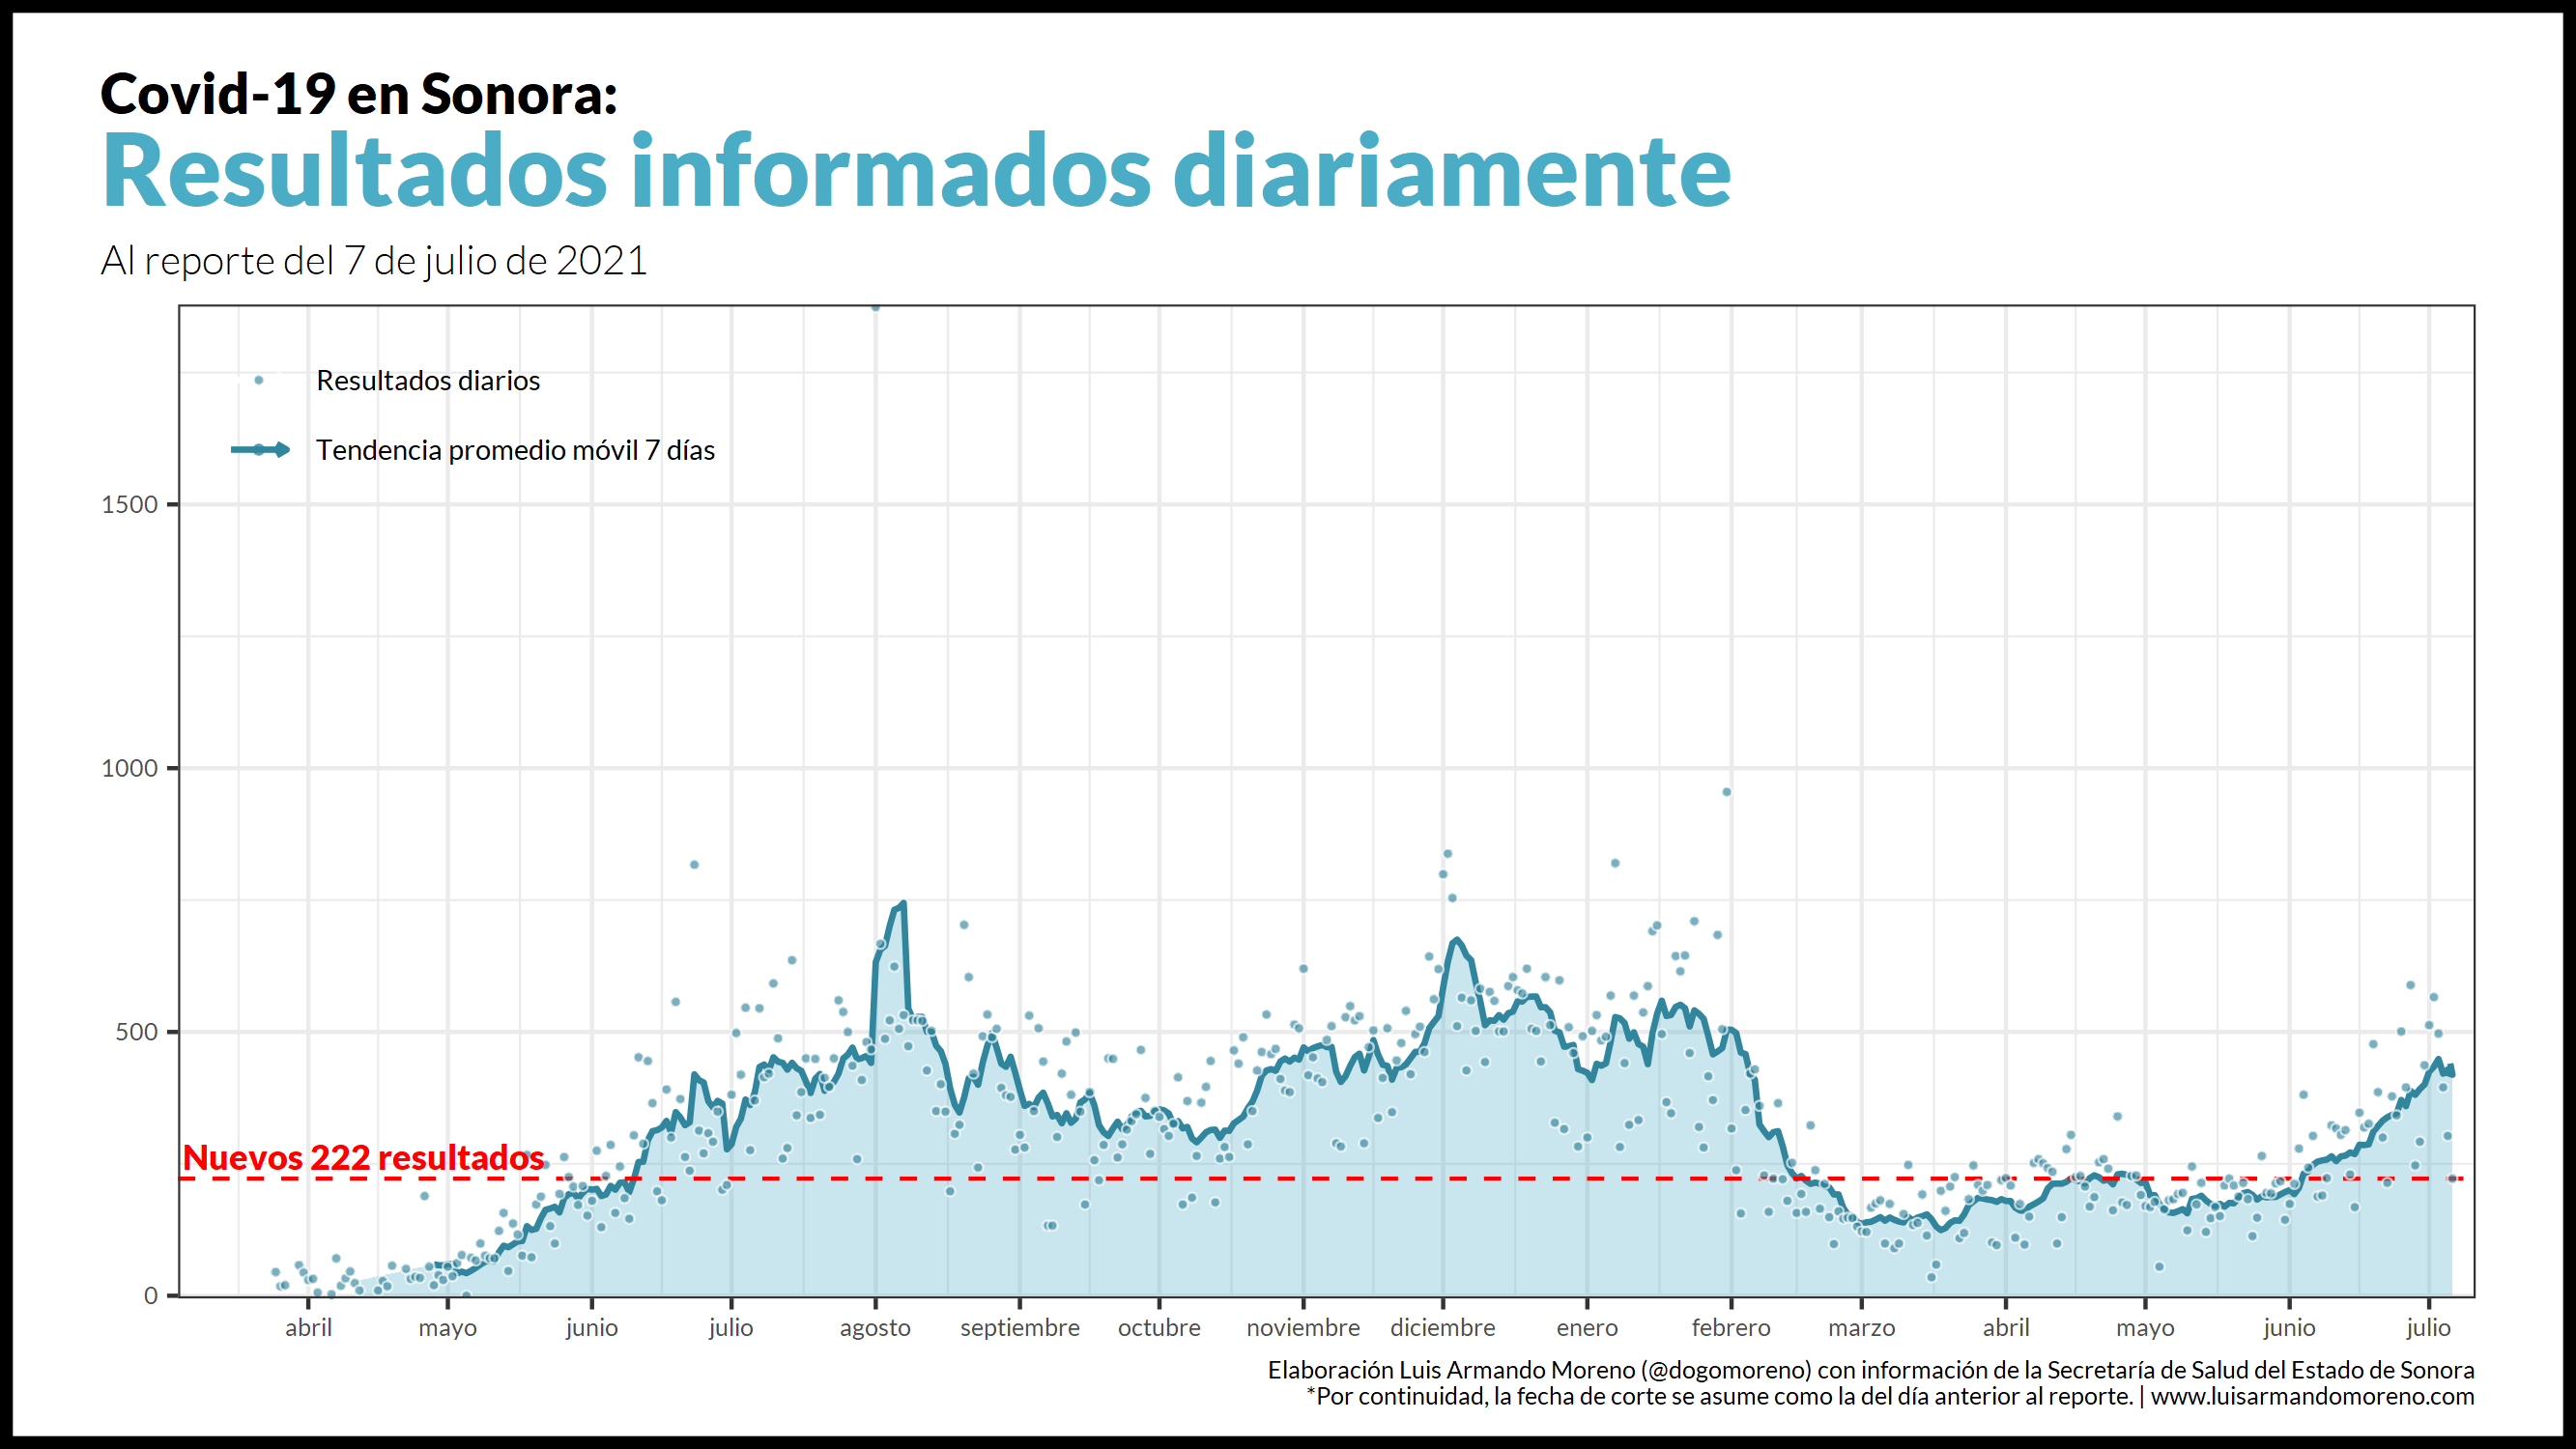 Covid-19 en Sonora:
Resultados informados diariamente
Al reporte del 7 de julio de 2021
Resultados diarios
Tendencia promedio móvil 7 días
1500
1000
500
0
Nuevos 222 resultados
abril mayo junio julio agosto septiembre octubre noviembre diciembre enero febrero marzo abril mayo junio julio
Elaboración Luis Armando Moreno (@dogomoreno) con información de la Secretaría de Salud del Estado de Sonora
*Por continuidad, la fecha de corte se asume como la del día anterior al reporte. | www.luisarmandomoreno.com